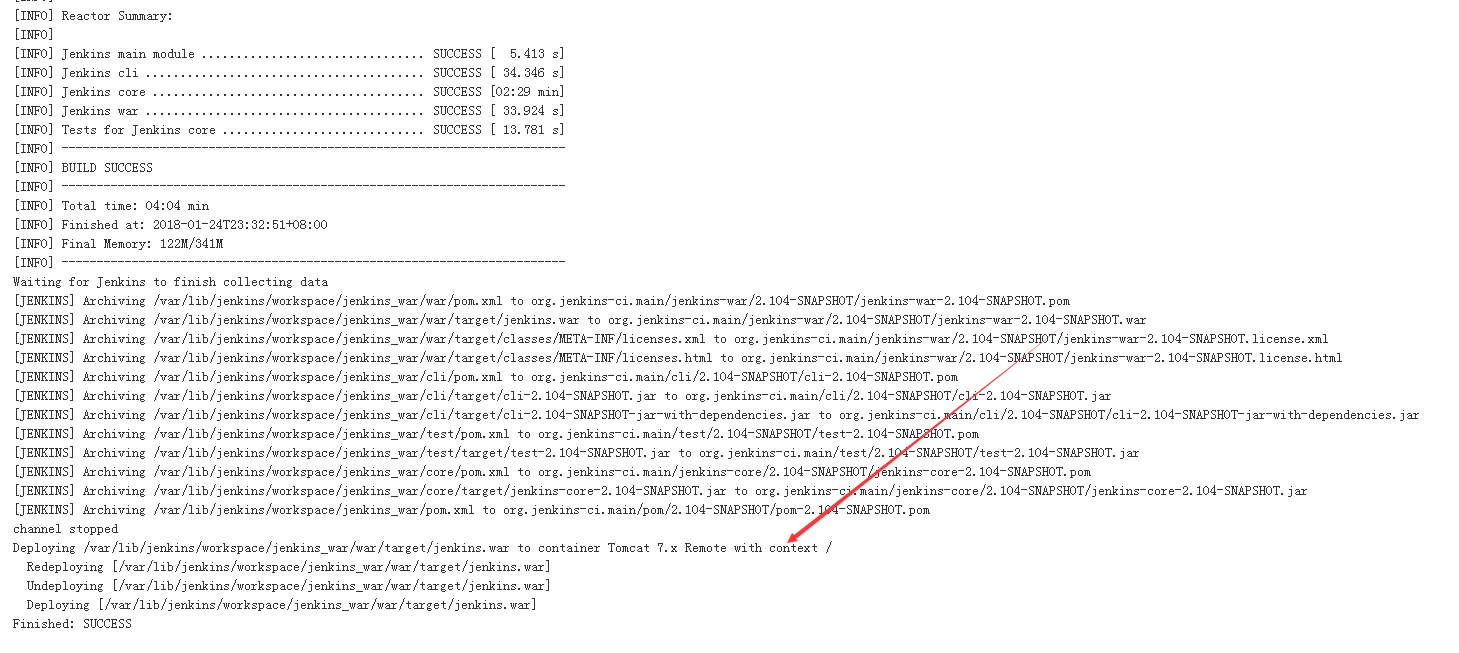 [INFO] Reactor Summary:
[INFO]
[INFO] Jenkins main module ................................ SUCCESS [  5.413 s]
[INFO] Jenkins cli ........................................ SUCCESS [ 34.346 s]
[INFO] Jenkins core ....................................... SUCCESS [02:29 min]
[INFO] Jenkins war ........................................ SUCCESS [ 33.924 s]
[INFO] Tests for Jenkins core ............................. SUCCESS [ 13.781 s]
[INFO] ------------------------------------------------------------------------
[INFO] BUILD SUCCESS
[INFO] ------------------------------------------------------------------------
[INFO] Total time: 04:04 min
[INFO] Finished at: 2018-01-24T23:32:51+08:00
[INFO] Final Memory: 122M/341M
[INFO] ------------------------------------------------------------------------
Waiting for Jenkins to finish collecting data
[JENKINS] Archiving /var/lib/jenkins/workspace/jenkins_war/war/pom.xml to org.jenkins-ci.main/jenkins-war/2.104-SNAPSHOT/jenkins-war-2.104-SNAPSHOT.pom
[JENKINS] Archiving /var/lib/jenkins/workspace/jenkins_war/war/target/jenkins.war to org.jenkins-ci.main/jenkins-war/2.104-SNAPSHOT/jenkins-war-2.104-SNAPSHOT.war
[JENKINS] Archiving /var/lib/jenkins/workspace/jenkins_war/war/target/classes/META-INF/licenses.xml to org.jenkins-ci.main/jenkins-war/2.104-SNAPSHOT/jenkins-war-2.104-SNAPSHOT.license.xml
[JENKINS] Archiving /var/lib/jenkins/workspace/jenkins_war/war/target/classes/META-INF/licenses.html to org.jenkins-ci.main/jenkins-war/2.104-SNAPSHOT/jenkins-war-2.104-SNAPSHOT.license.html
[JENKINS] Archiving /var/lib/jenkins/workspace/jenkins_war/cli/pom.xml to org.jenkins-ci.main/cli/2.104-SNAPSHOT/cli-2.104-SNAPSHOT.pom
[JENKINS] Archiving /var/lib/jenkins/workspace/jenkins_war/cli/target/cli-2.104-SNAPSHOT.jar to org.jenkins-ci.main/cli/2.104-SNAPSHOT/cli-2.104-SNAPSHOT.jar
[JENKINS] Archiving /var/lib/jenkins/workspace/jenkins_war/cli/target/cli-2.104-SNAPSHOT-jar-with-dependencies.jar to org.jenkins-ci.main/cli/2.104-SNAPSHOT/cli-2.104-SNAPSHOT-jar-with-dependencies.jar
[JENKINS] Archiving /var/lib/jenkins/workspace/jenkins_war/test/pom.xml to org.jenkins-ci.main/test/2.104-SNAPSHOT/test-2.104-SNAPSHOT.pom
[JENKINS] Archiving /var/lib/jenkins/workspace/jenkins_war/test/target/test-2.104-SNAPSHOT.jar to org.jenkins-ci.main/test/2.104-SNAPSHOT/test-2.104-SNAPSHOT.jar
[JENKINS] Archiving /var/lib/jenkins/workspace/jenkins_war/core/pom.xml to org.jenkins-ci.main/jenkins-core/2.104-SNAPSHOT/jenkins-core-2.104-SNAPSHOT.pom
[JENKINS] Archiving /var/lib/jenkins/workspace/jenkins_war/core/target/jenkins-core-2.104-SNAPSHOT.jar to org.jenkins-ci.main/jenkins-core/2.104-SNAPSHOT/jenkins-core-2.104-SNAPSHOT.jar
[JENKINS] Archiving /var/lib/jenkins/workspace/jenkins_war/pom.xml to org.jenkins-ci.main/pom/2.104-SNAPSHOT/pom-2.104-SNAPSHOT.pom
channel stopped
Deploying /var/lib/jenkins/workspace/jenkins_war/war/target/jenkins.war to container Tomcat 7.x Remote with context /
  Redeploying [/var/lib/jenkins/workspace/jenkins_war/war/target/jenkins.war]
  Undeploying [/var/lib/jenkins/workspace/jenkins_war/war/target/jenkins.war]
  Deploying [/var/lib/jenkins/workspace/jenkins_war/war/target/jenkins.war]
Finished: SUCCESS